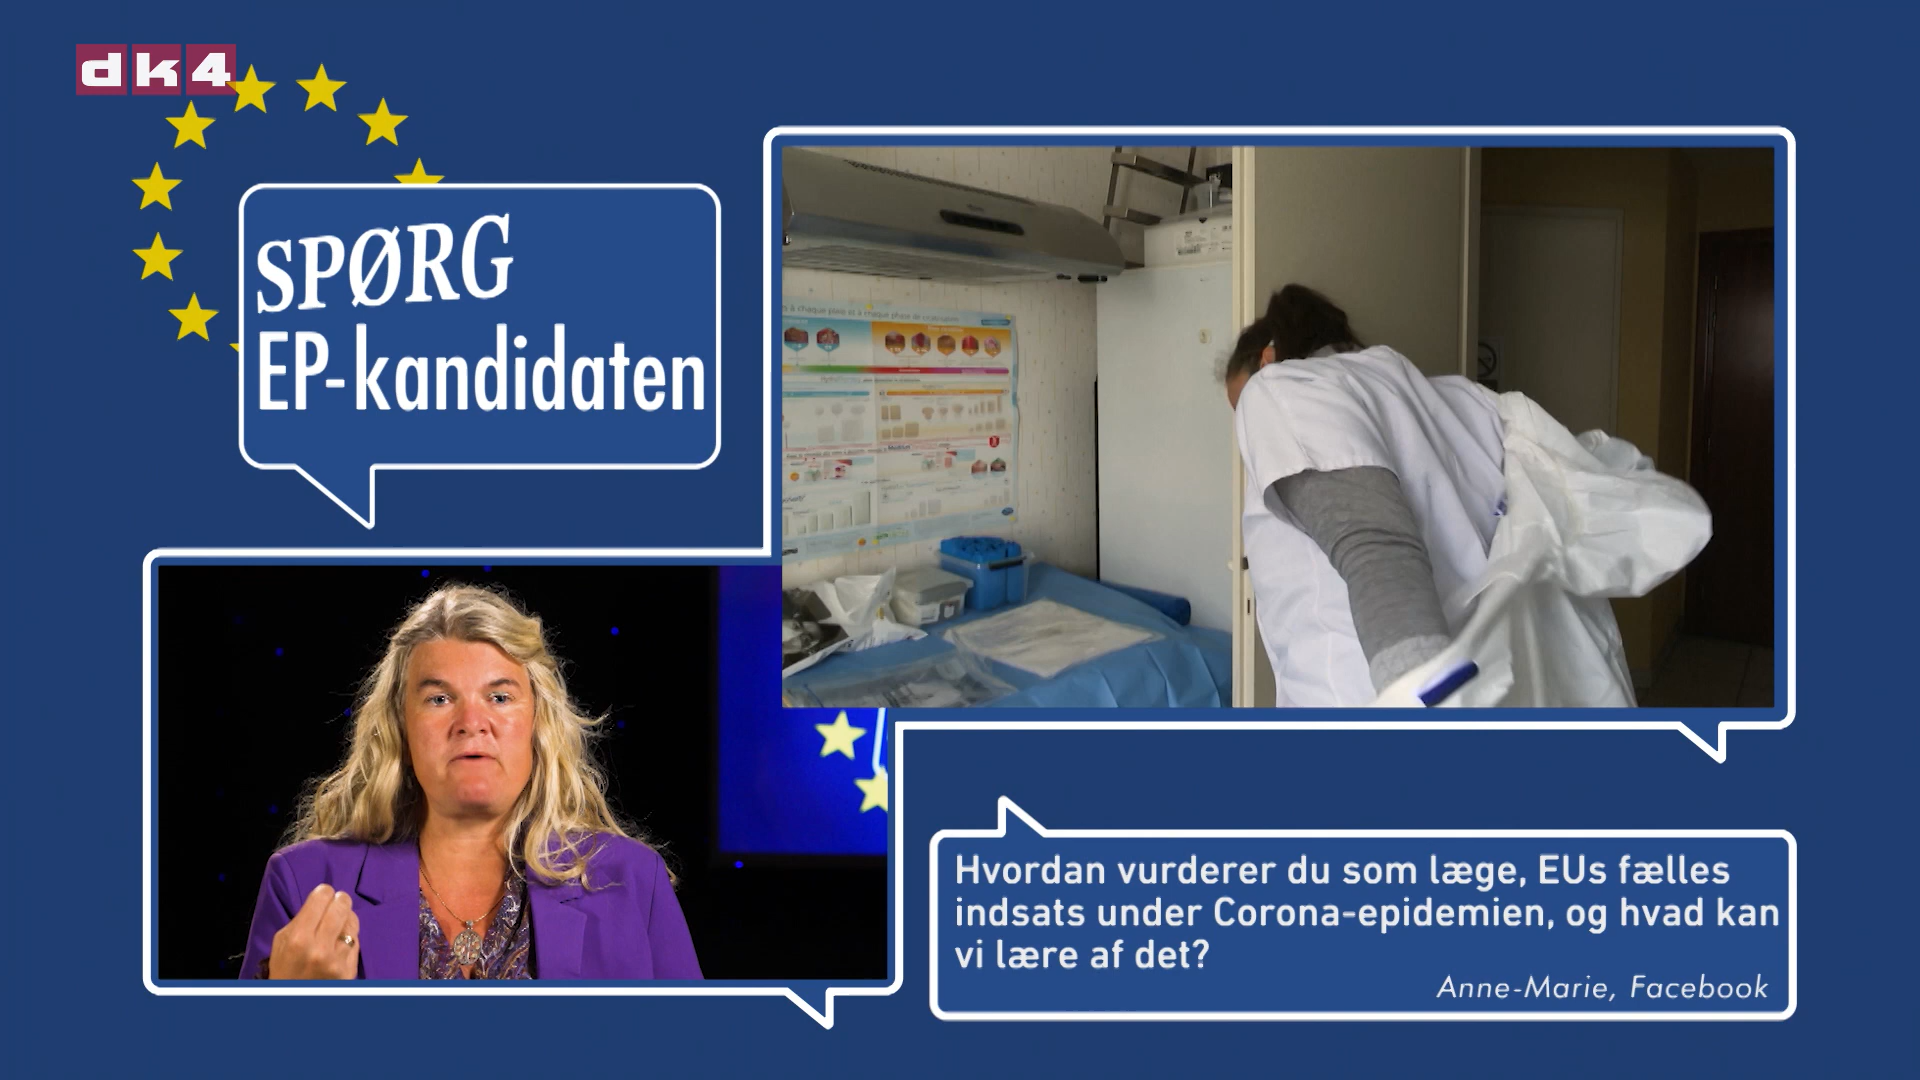 dk4
SPØRG
EP-kandidaten
Hvordan vurderer du som læge, EUs fælles
indsats under Corona-epidemien, og hvad kan
vi lære af det?
Anne-Marie, Facebook